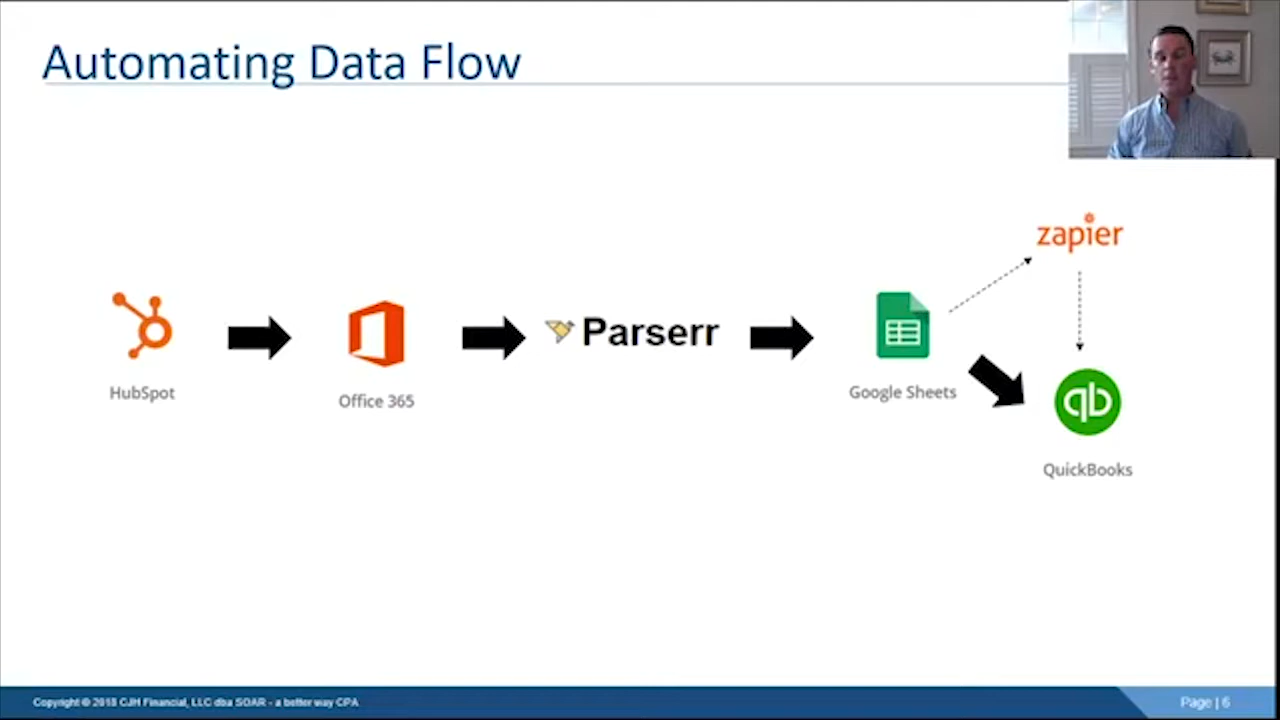 Automating Data Flow
zapier
Parserr
HubSpot
Office 365
Google Sheets
qb
QuickBooks
Copyright © 2018 CJH Financial, LLC dba SOAR - a better way CPA
Page | 6